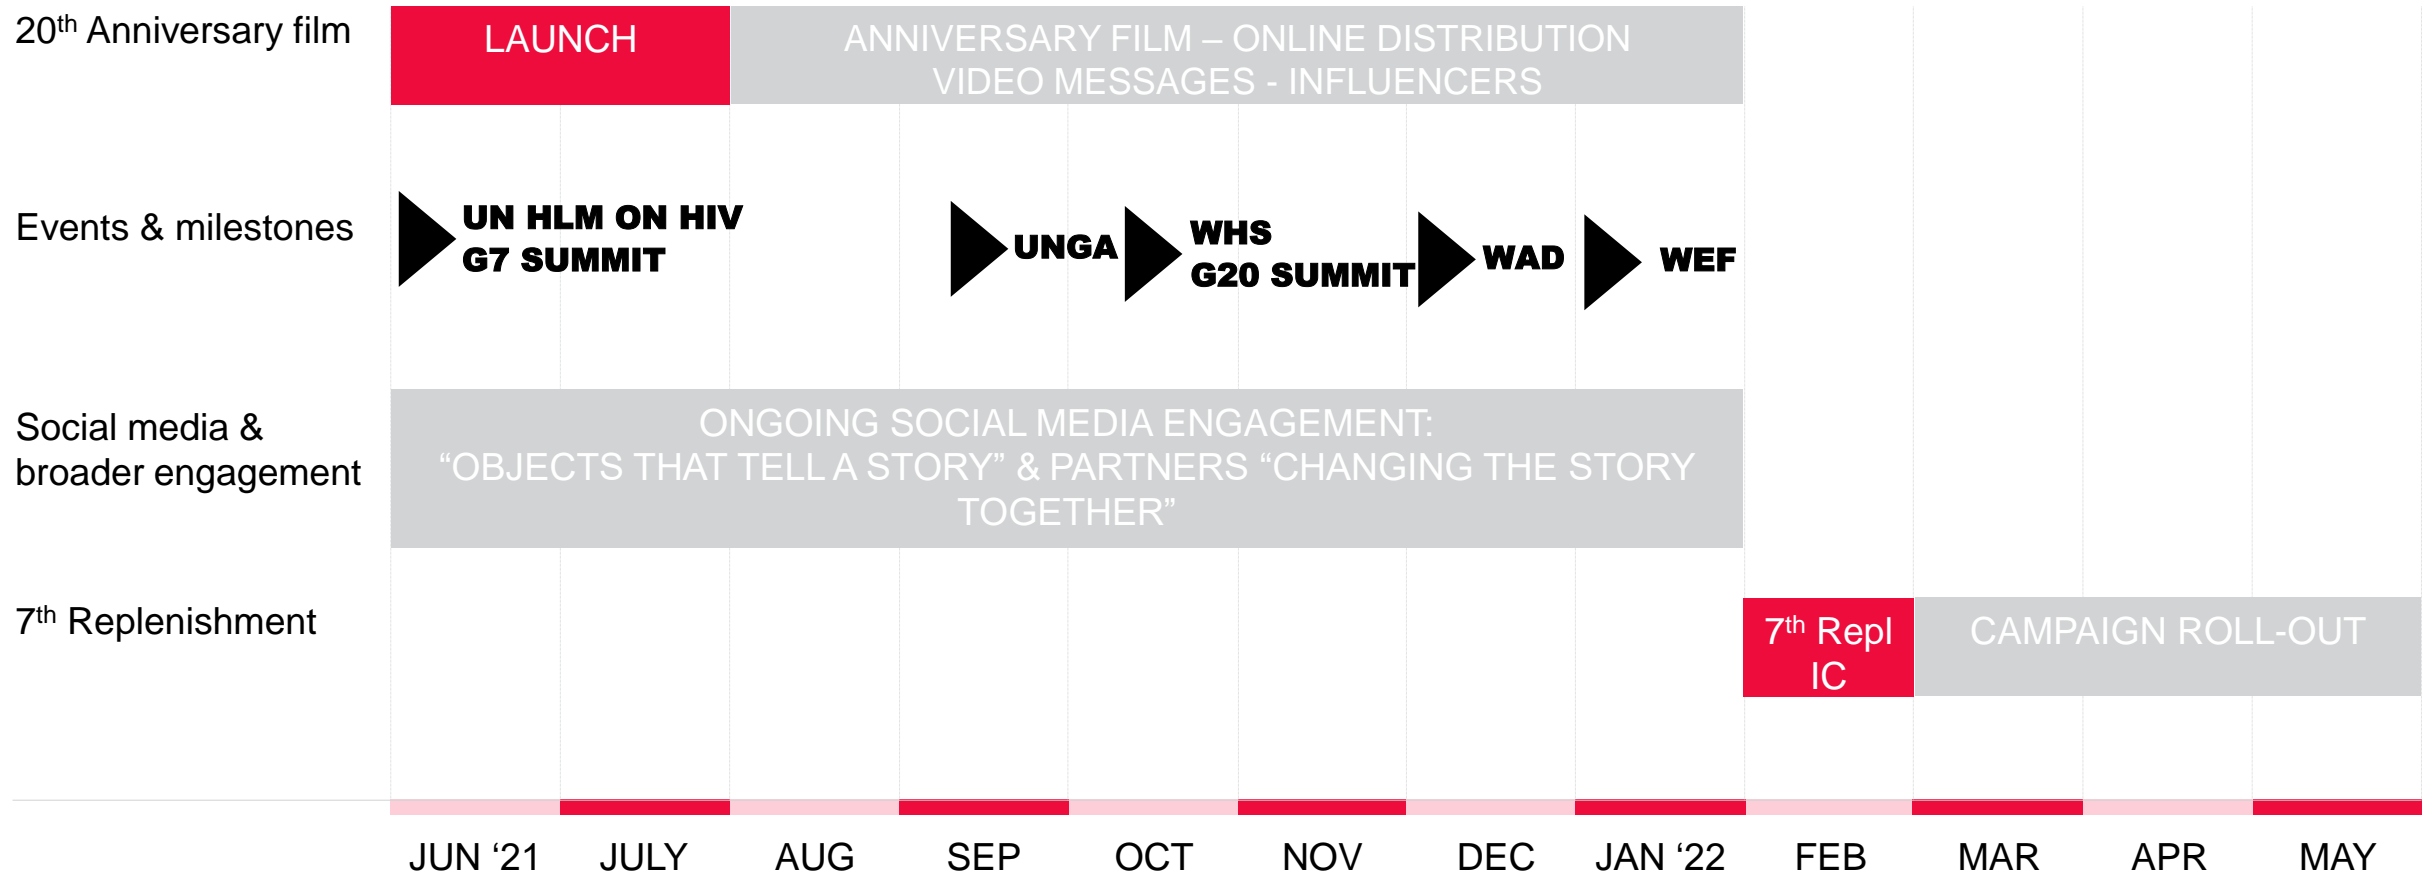 20th Anniversary film
LAUNCH
ANNIVERSARY FILM – ONLINE DISTRIBUTION
VIDEO MESSAGES - INFLUENCERS
Events & milestones
UN HLM ON HIV
G7 SUMMIT
UNGA
WHS
G20 SUMMIT
WAD
WEF
Social media &
broader engagement
ONGOING SOCIAL MEDIA ENGAGEMENT:
“OBJECTS THAT TELL A STORY” & PARTNERS “CHANGING THE STORY
TOGETHER”
7th Replenishment
7th Repl
IC
CAMPAIGN ROLL-OUT
JUN ‘21
JULY
AUG
SEP
OCT
NOV
DEC
JAN ‘22
FEB
MAR
APR
MAY